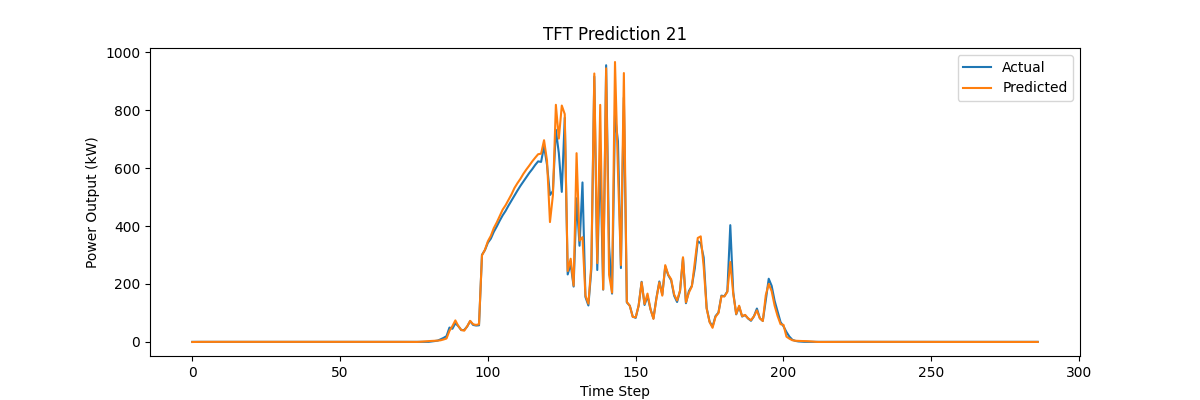 TFT Prediction 21
Actual
Predicted
Power Output (kW)
1000
800
600
400
200
0
0 50 100 150 200 250 300
Time Step